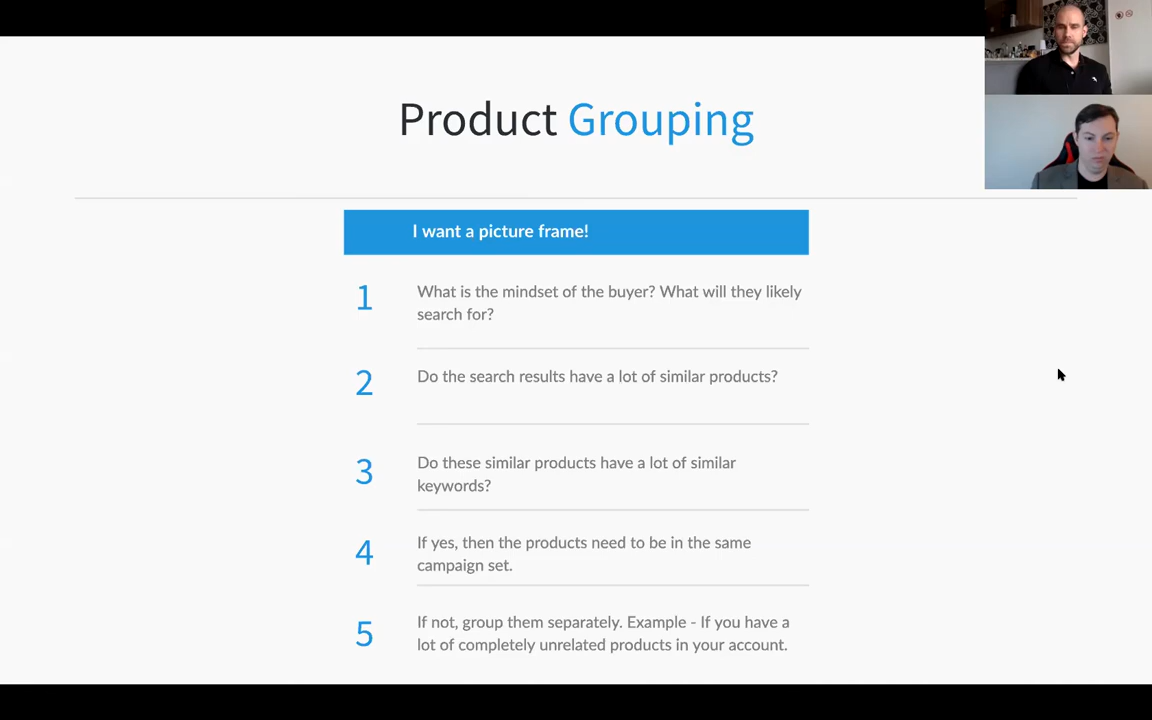 Product Grouping
I want a picture frame!
1
What is the mindset of the buyer? What will they likely
search for?
2
Do the search results have a lot of similar products?
3
Do these similar products have a lot of similar
keywords?
4
If yes, then the products need to be in the same
campaign set.
5
If not, group them separately. Example - If you have a
lot of completely unrelated products in your account.